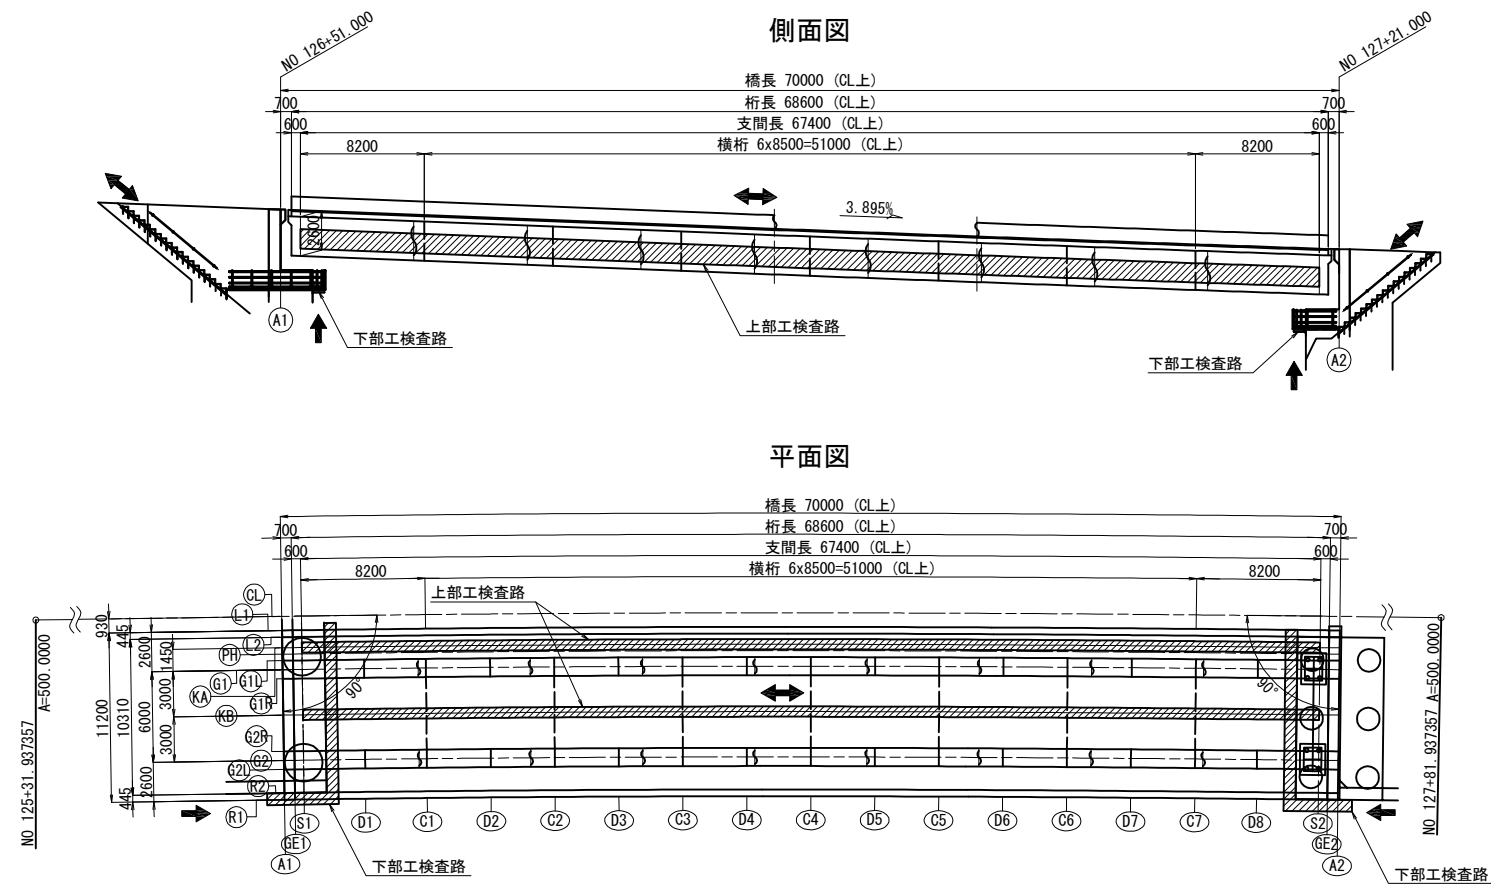 側面図
NO 126+51.000
NO 127+21.000
橋長 70000 (CL上)
700
桁長 68600 (CL上)
700
600
支間長 67400 (CL上)
600
8200
横桁 6x8500=51000 (CL上)
8200
3.895%
2600
A1
下部工検査路
上部工検査路
下部工検査路
A2
平面図
橋長 70000 (CL上)
700
桁長 68600 (CL上)
700
600
支間長 67400 (CL上)
600
8200
横桁 6x8500=51000 (CL上)
8200
上部工検査路
CL
L1
L2
PH
G1
G1L
KA
G1R
KB
G2R
G2
G2L
R2
R1
930
445
2600
1450
3000
6000
3000
10310
11200
2600
445
90°
90°
NO 125+31.937357
A=500.0000
NO 127+81.937357 A=500.0000
S1
D1
C1
D2
C2
D3
C3
D4
C4
D5
C5
D6
C6
D7
C7
D8
S2
GE1
GE2
A1
A2
下部工検査路
下部工検査路